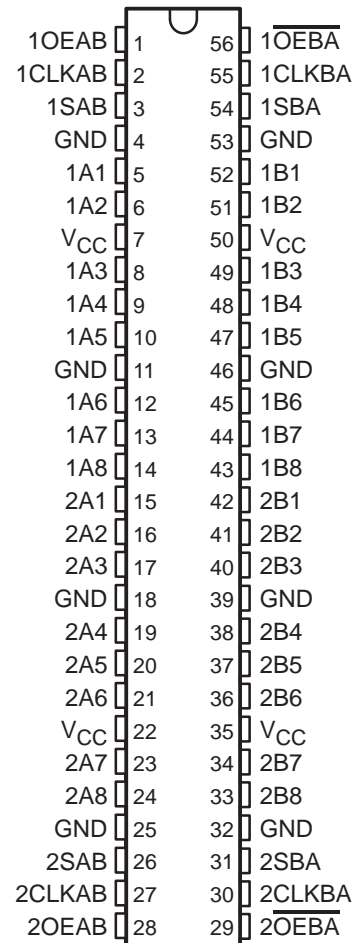 1OEAB 1 56 1OEBA
1CLKAB 2 55 1CLKBA
1SAB 3 54 1SBA
GND 4 53 GND
1A1 5 52 1B1
1A2 6 51 1B2
VCC 7 50 VCC
1A3 8 49 1B3
1A4 9 48 1B4
1A5 10 47 1B5
GND 11 46 GND
1A6 12 45 1B6
1A7 13 44 1B7
1A8 14 43 1B8
2A1 15 42 2B1
2A2 16 41 2B2
2A3 17 40 2B3
GND 18 39 GND
2A4 19 38 2B4
2A5 20 37 2B5
2A6 21 36 2B6
VCC 22 35 VCC
2A7 23 34 2B7
2A8 24 33 2B8
GND 25 32 GND
2SAB 26 31 2SBA
2CLKAB 27 30 2CLKBA
2OEAB 28 29 2OEBA